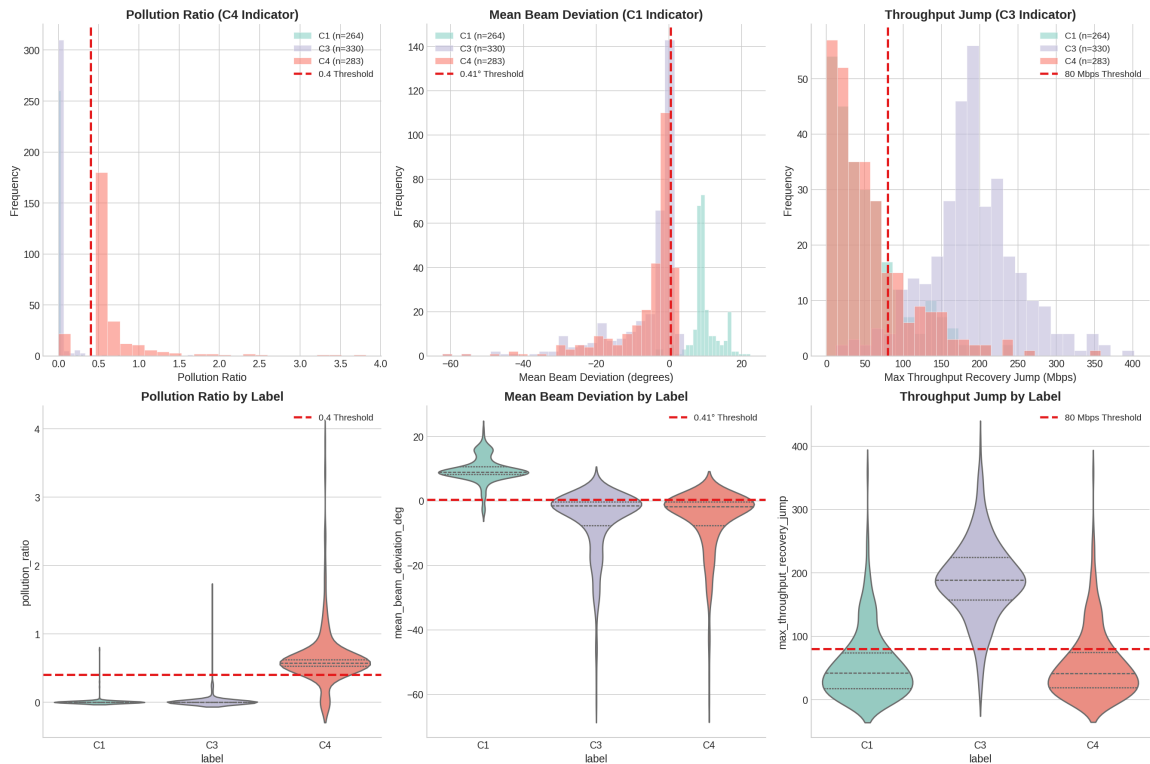 Pollution Ratio (C4 Indicator)
C1 (n=264)
C3 (n=330)
C4 (n=283)
0.4 Threshold
Frequency
300
250
200
150
100
50
0
0.0 0.5 1.0 1.5 2.0 2.5 3.0 3.5 4.0
Pollution Ratio
Mean Beam Deviation (C1 Indicator)
C1 (n=264)
C3 (n=330)
C4 (n=283)
0.41° Threshold
Frequency
140
120
100
80
60
40
20
0
−60 −40 −20 0 20
Mean Beam Deviation (degrees)
Throughput Jump (C3 Indicator)
C1 (n=264)
C3 (n=330)
C4 (n=283)
80 Mbps Threshold
Frequency
50
40
30
20
10
0
0 50 100 150 200 250 300 350 400
Max Throughput Recovery Jump (Mbps)
Pollution Ratio by Label
0.4 Threshold
pollution_ratio
4
3
2
1
0
C1 C3 C4
label
Mean Beam Deviation by Label
0.41° Threshold
mean_beam_deviation_deg
20
0
−20
−40
−60
C1 C3 C4
label
Throughput Jump by Label
80 Mbps Threshold
max_throughput_recovery_jump
400
300
200
100
0
C1 C3 C4
label